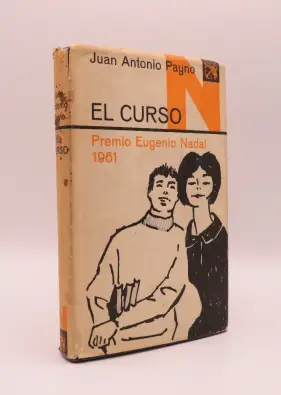 Juan Antonio Payno
N
EL CURSO
Premio Eugenio Nadal
1961